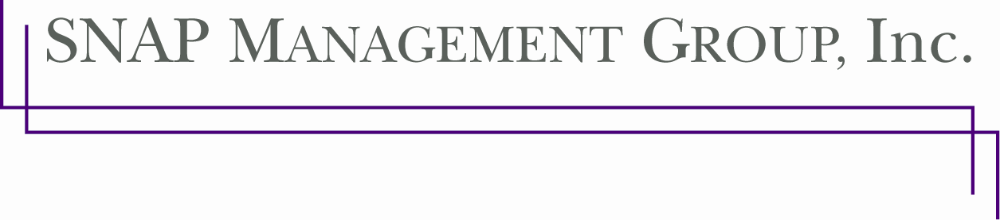 SNAP MANAGEMENT GROUP, Inc.